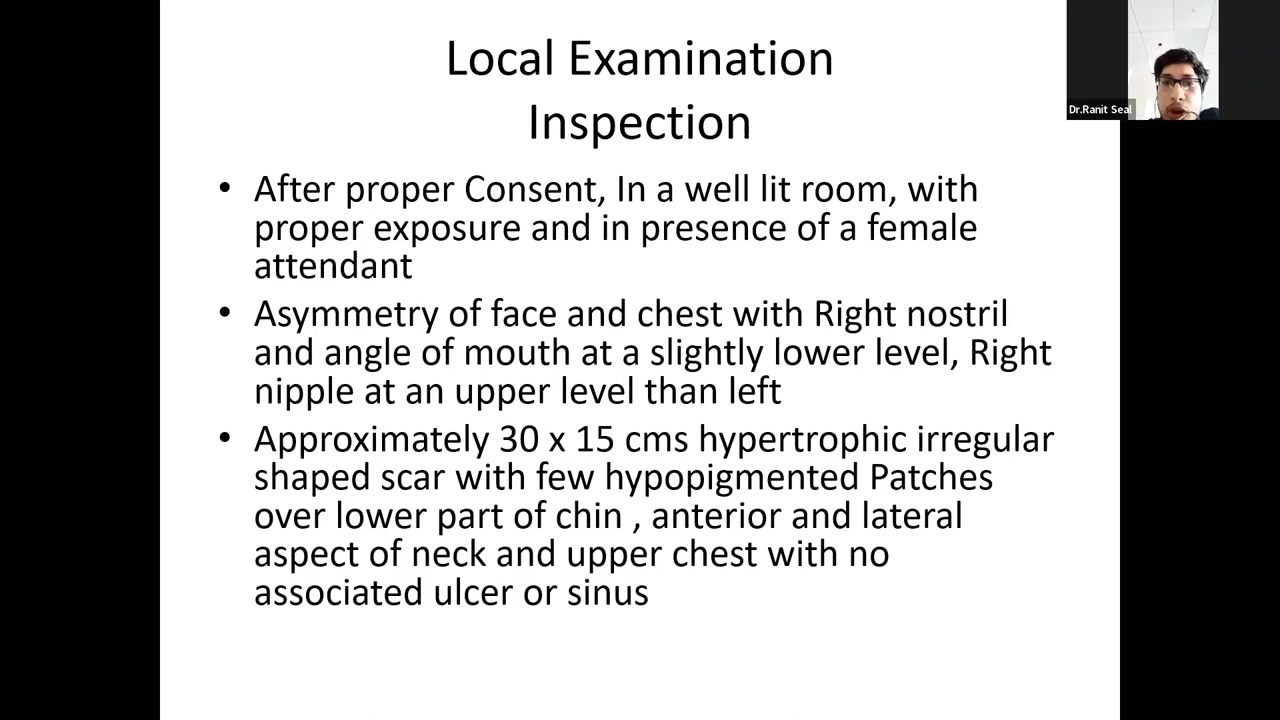 Local Examination
Inspection
Dr.Ranit Seal
• After proper Consent, In a well lit room, with
proper exposure and in presence of a female
attendant
• Asymmetry of face and chest with Right nostril
and angle of mouth at a slightly lower level, Right
nipple at an upper level than left
• Approximately 30 x 15 cms hypertrophic irregular
shaped scar with few hypopigmented Patches
over lower part of chin , anterior and lateral
aspect of neck and upper chest with no
associated ulcer or sinus